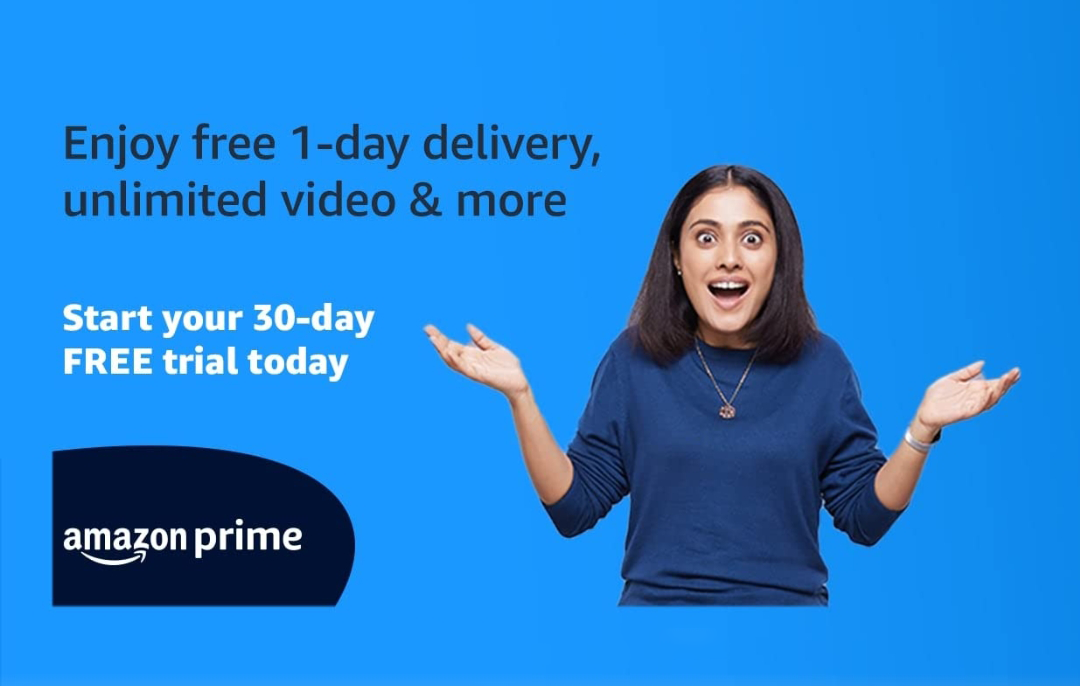 Enjoy free 1-day delivery,
unlimited video & more
Start your 30-day
FREE trial today
amazon prime